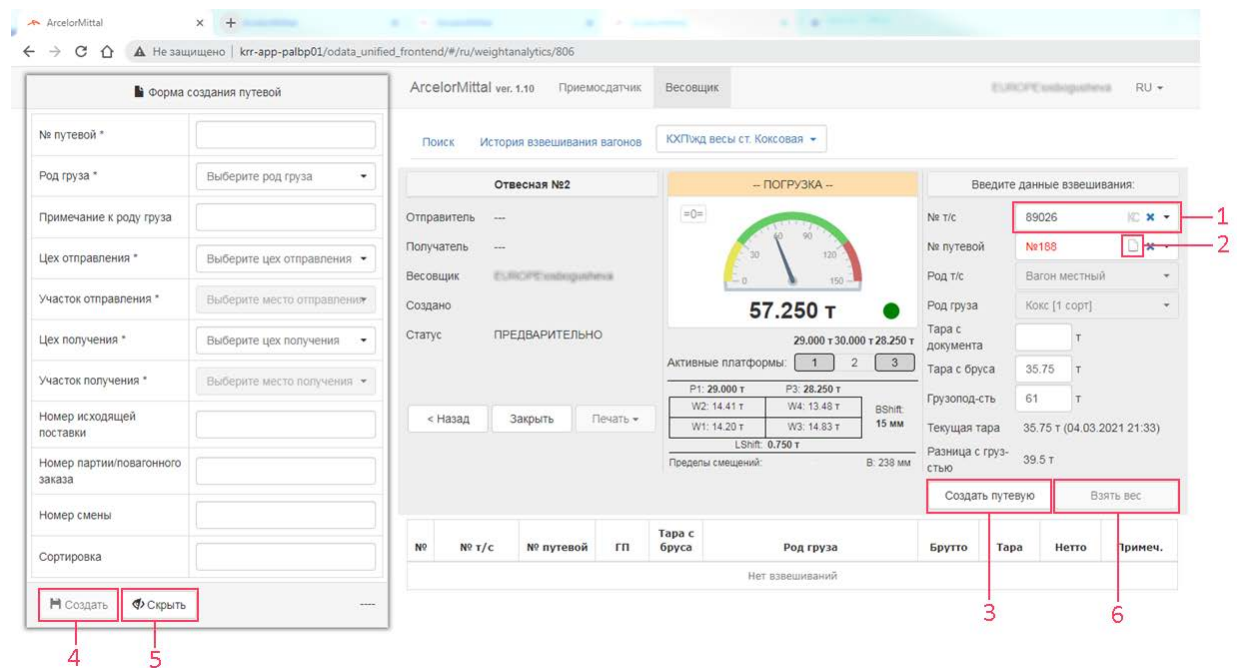 ArcelorMittal
Не защищено | krr-app-palbp01/odata_unified_frontend/#/ru/weightanalytics/806
Форма создания путевой
№ путевой *
Род груза *
Выберите род груза
Примечание к роду груза
Цех отправления *
Выберите цех отправления
Участок отправления *
Выберите место отправления
Цех получения *
Выберите цех получения
Участок получения *
Выберите место получения
Номер исходящей
поставки
Номер партии/повагонного
заказа
Номер смены
Сортировка
Создать
Скрыть
----
4
5
ArcelorMittal ver. 1.10 Приемосдатчик Весовщик RU
Поиск История взвешивания вагонов КХП\жд весы ст. Коксовая
Отвесная №2
Отправитель ---
Получатель ---
Весовщик
Создано
Статус ПРЕДВАРИТЕЛЬНО
< Назад Закрыть Печать
-- ПОГРУЗКА --
=0=
0 30 60 90 120 150
57.250 т
29.000 т 30.000 т 28.250 т
Активные платформы: 1 2 3
P1: 29.000 т P3: 28.250 т
W2: 14.41 т W4: 13.48 т
W1: 14.20 т W3: 14.83 т
BShift:
15 мм
LShift: 0.750 т
Пределы смещений: В: 238 мм
Введите данные взвешивания:
№ т/с 89026 1
№ путевой №188 2
Род т/с Вагон местный
Род груза Кокс [1 сорт]
Тара с
документа
т
Тара с бруса 35.75 т
Грузопод-сть 61 т
Текущая тара 35.75 т (04.03.2021 21:33)
Разница с груз-
стью
39.5 т
Создать путевую Взять вес
№ № т/с № путевой ГП Тара с
бруса
Род груза Брутто Тара Нетто Примеч.
Нет взвешиваний
3
6